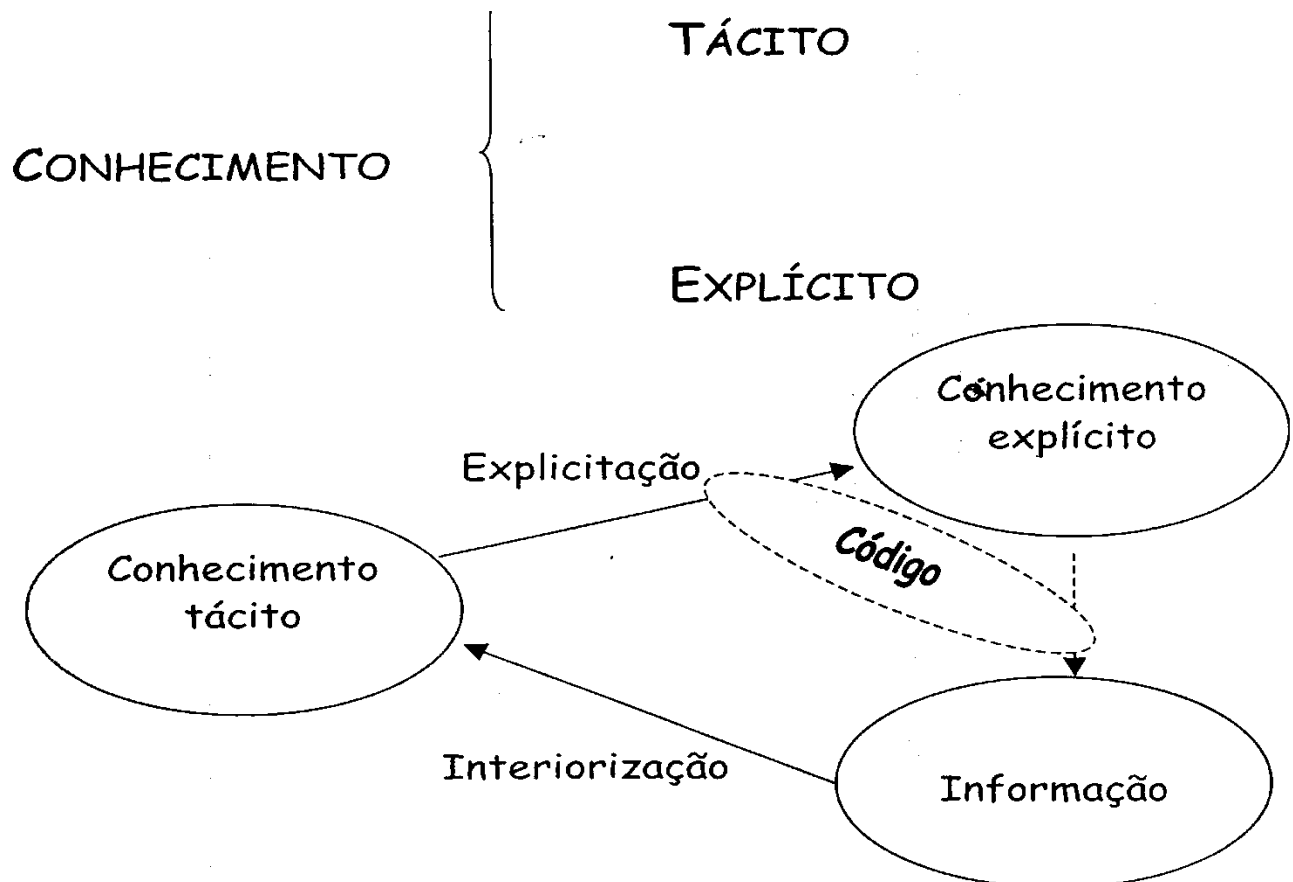 TÁCITO
CONHECIMENTO
EXPLÍCITO
Conhecimento
explícito
Explicitação
Código
Conhecimento
tácito
Interiorização
Informação